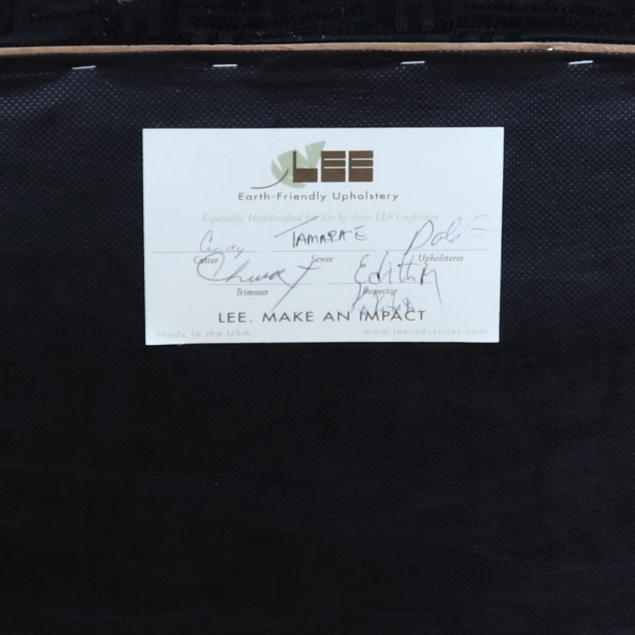 LEE
Earth-Friendly Upholstery
Especially Handcrafted for You by these LEE Craftsmen
Cindy TAMARA E Dale
Cutter Sewer Upholsterer
Edith M
Trimmer Inspector
LEE. MAKE AN IMPACT
Made in the USA www.leeindustries.com